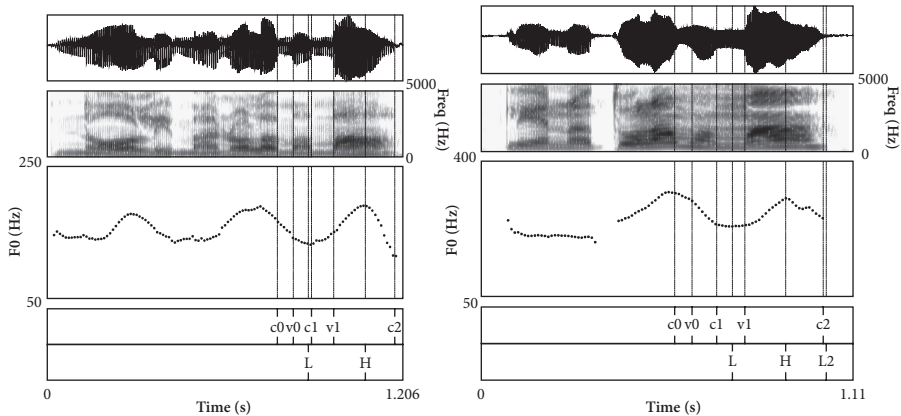 5000
Freq (Hz)
0
250
F0 (Hz)
50
c0 v0 c1 v1 c2
L H
0 1.206
Time (s)
5000
Freq (Hz)
0
400
F0 (Hz)
50
c0 v0 c1 v1 c2
L H L2
0 1.11
Time (s)